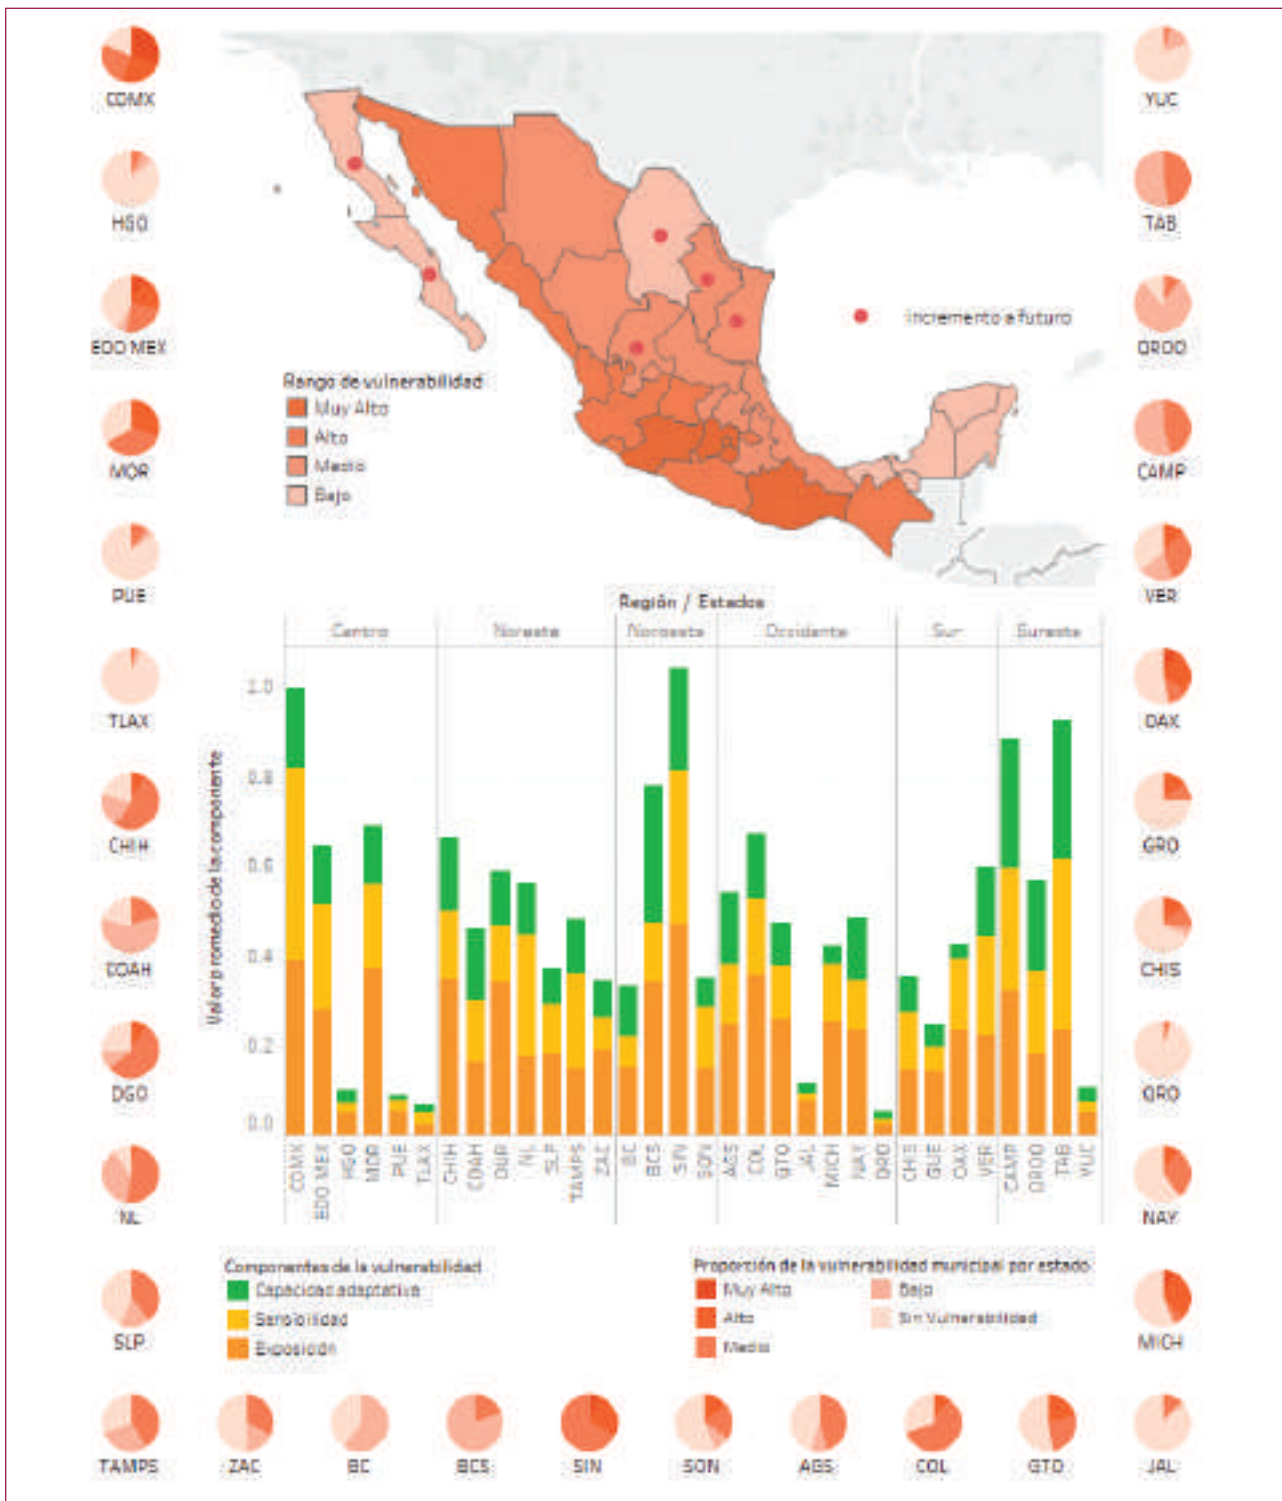 CDMX
HGO
EDO MEX
MOR
PUE
TLAX
CHIH
COAH
DGO
NL
SLP
YUC
TAB
QROO
CAMP
VER
OAX
GRO
CHIS
QRO
NAY
MICH
Incremento a futuro
Rango de vulnerabilidad
Muy Alto
Alto
Medio
Bajo
Región / Estados
Centro Noreste Noroeste Occidente Sur Sureste
Valor promedio de la componente
1.0
0.8
0.6
0.4
0.2
0.0
CDMX EDO MEX HGO MOR PUE TLAX CHIH COAH DUR NL SLP TAMPS ZAC BC BCS SIN SON AGS COL GTO JAL MICH NAY QRO CHIS GUE OAX VER CAMP QROO TAB YUC
Componentes de la vulnerabilidad
Capacidad adaptativa
Sensibilidad
Exposición
Proporción de la vulnerabilidad municipal por estado
Muy Alto
Alto
Medio
Bajo
Sin Vulnerabilidad
TAMPS ZAC BC BCS SIN SON AGS COL GTO JAL